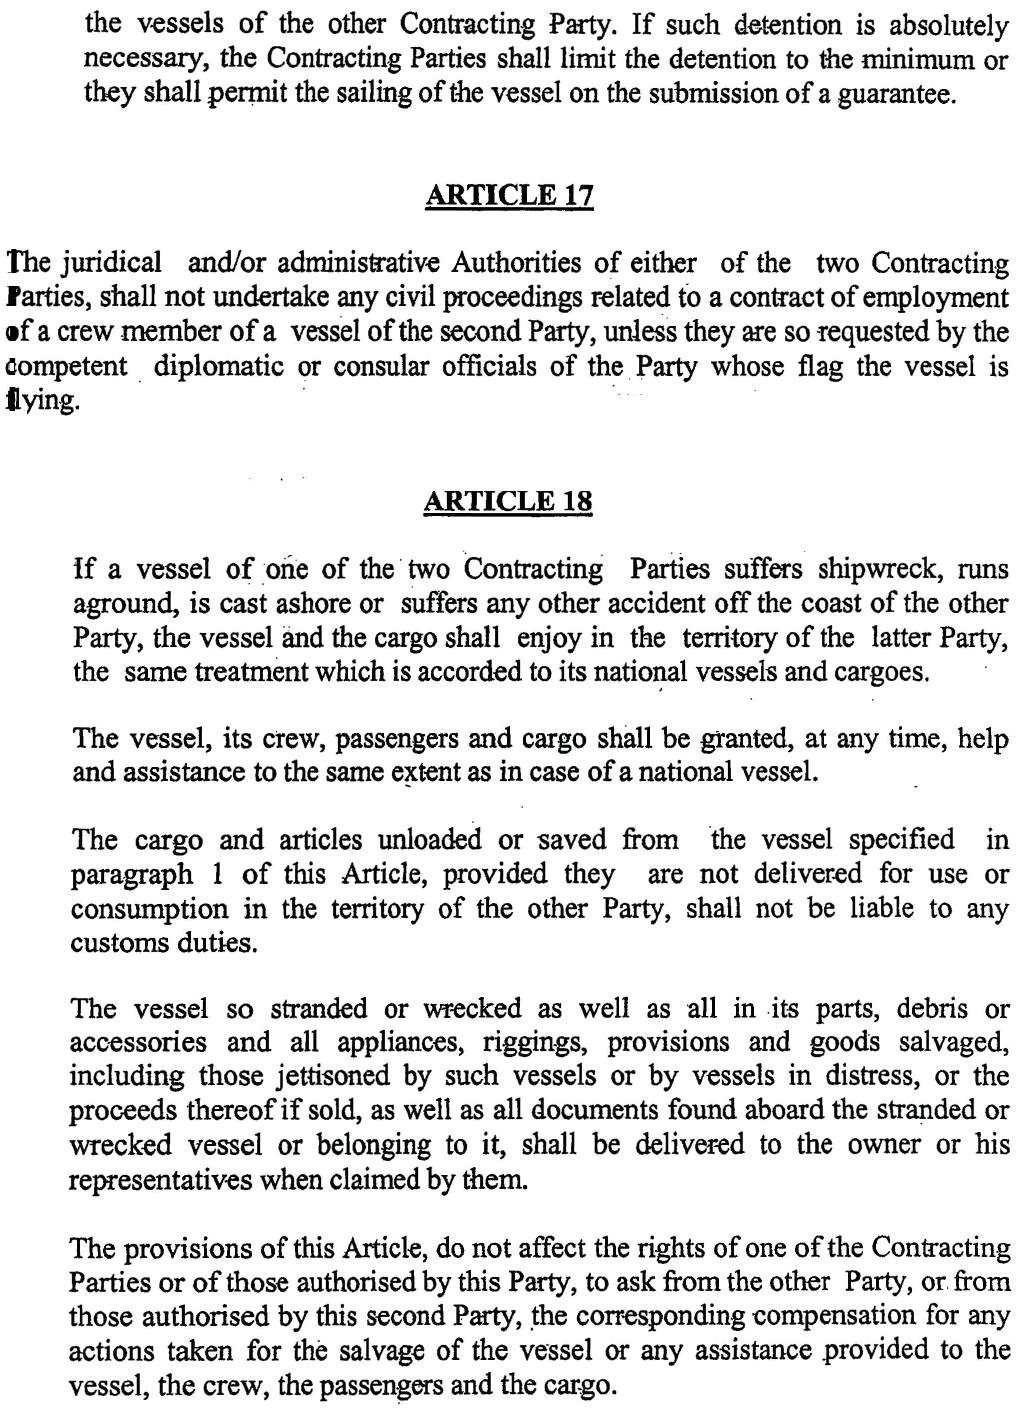 the vessels of the other Contracting Party. If such detention is absolutely
necessary, the Contracting Parties shall limit the detention to the minimum or
they shall permit the sailing of the vessel on the submission of a guarantee.
ARTICLE 17
The juridical and/or administrative Authorities of either of the two Contracting
Parties, shall not undertake any civil proceedings related to a contract of employment
of a crew member of a vessel of the second Party, unless they are so requested by the
competent diplomatic or consular officials of the Party whose flag the vessel is
flying.
ARTICLE 18
If a vessel of one of the two Contracting Parties suffers shipwreck, runs
aground, is cast ashore or suffers any other accident off the coast of the other
Party, the vessel and the cargo shall enjoy in the territory of the latter Party,
the same treatment which is accorded to its national vessels and cargoes.
The vessel, its crew, passengers and cargo shall be granted, at any time, help
and assistance to the same extent as in case of a national vessel.
The cargo and articles unloaded or saved from the vessel specified in
paragraph 1 of this Article, provided they are not delivered for use or
consumption in the territory of the other Party, shall not be liable to any
customs duties.
The vessel so stranded or wrecked as well as all in its parts, debris or
accessories and all appliances, riggings, provisions and goods salvaged,
including those jettisoned by such vessels or by vessels in distress, or the
proceeds thereof if sold, as well as all documents found aboard the stranded or
wrecked vessel or belonging to it, shall be delivered to the owner or his
representatives when claimed by them.
The provisions of this Article, do not affect the rights of one of the Contracting
Parties or of those authorised by this Party, to ask from the other Party, or from
those authorised by this second Party, the corresponding compensation for any
actions taken for the salvage of the vessel or any assistance provided to the
vessel, the crew, the passengers and the cargo.